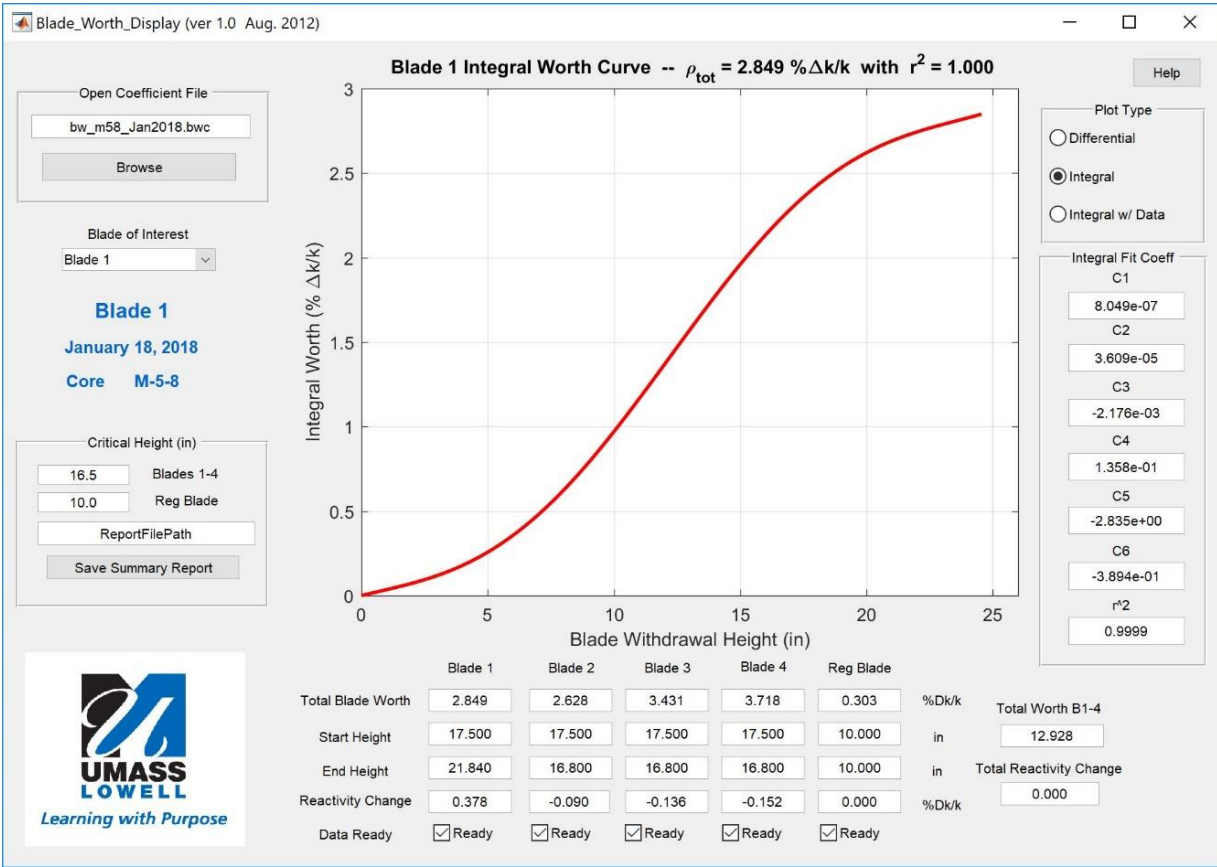 Blade_Worth_Display (ver 1.0 Aug. 2012)
Open Coefficient File
bw_m58_Jan2018.bwc
Browse
Blade of Interest
Blade 1
Blade 1
January 18, 2018
Core M-5-8
Critical Height (in)
16.5 Blades 1-4
10.0 Reg Blade
ReportFilePath
Save Summary Report
UMASS
LOWELL
Learning with Purpose
Blade 1 Integral Worth Curve -- ρtot = 2.849 %Δk/k with r^2 = 1.000
Integral Worth (% Δk/k)
3
2.5
2
1.5
1
0.5
0
0 5 10 15 20 25
Blade Withdrawal Height (in)
Help
Plot Type
Differential
Integral
Integral w/ Data
Integral Fit Coeff
C1
8.049e-07
C2
3.609e-05
C3
-2.176e-03
C4
1.358e-01
C5
-2.835e+00
C6
-3.894e-01
r^2
0.9999
Blade 1 Blade 2 Blade 3 Blade 4 Reg Blade
Total Blade Worth 2.849 2.628 3.431 3.718 0.303 %Dk/k
Start Height 17.500 17.500 17.500 17.500 10.000 in
End Height 21.840 16.800 16.800 16.800 10.000 in
Reactivity Change 0.378 -0.090 -0.136 -0.152 0.000 %Dk/k
Data Ready Ready Ready Ready Ready Ready
Total Worth B1-4
12.928
Total Reactivity Change
0.000